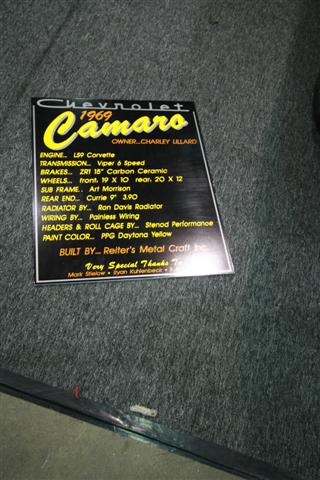 Chevrolet
1969
Camaro
OWNER...CHARLEY LILLARD
ENGINE... LS9 Corvette
TRANSMISSION... Viper 6 Speed
BRAKES... ZR1 15" Carbon Ceramic
WHEELS... front: 19 X 10 rear: 20 X 12
SUB FRAME.. Art Morrison
REAR END... Currie 9" 3.90
RADIATOR BY... Ron Davis Radiator
WIRING BY... Painless Wiring
HEADERS & ROLL CAGE BY... Stenod Performance
PAINT COLOR... PPG Daytona Yellow
BUILT BY... Reiter's Metal Craft Inc.
Very Special Thanks To
Mark Stielow • Ryan Kuhlenbeck •